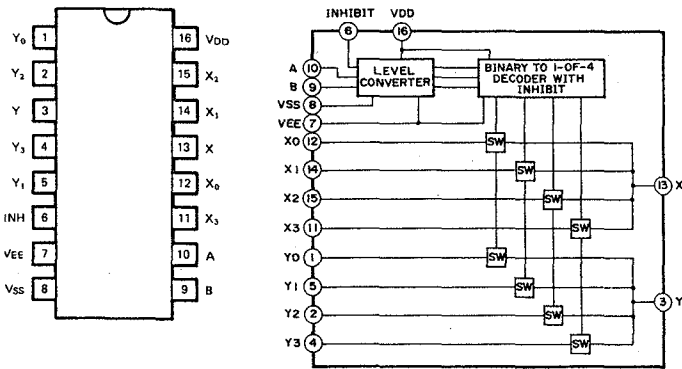 Y₀ 1 16 VDD
Y₂ 2 15 X₂
Y 3 14 X₁
Y₃ 4 13 X
Y₁ 5 12 X₀
INH 6 11 X₃
VEE 7 10 A
VSS 8 9 B
INHIBIT VDD
6 16
A 10
B 9
VSS 8
VEE 7
LEVEL
CONVERTER
BINARY TO 1-OF-4
DECODER WITH
INHIBIT
X0 12 SW
X1 14 SW
X2 15 SW
X3 11 SW
13 X
Y0 1 SW
Y1 5 SW
Y2 2 SW
Y3 4 SW
3 Y